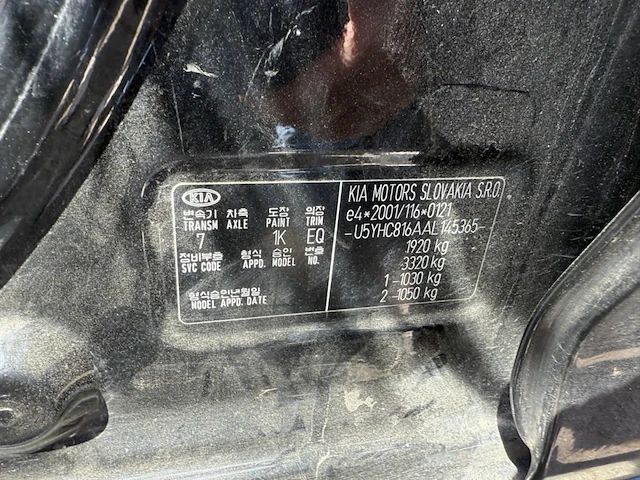 KIA
변속기 차축 도장 의장
TRANSM AXLE PAINT TRIM
7 1K EQ
정비부호 형식 승인 번호
SVC CODE APPD. MODEL NO.
형식승인년월일
MODEL APPD. DATE
KIA MOTORS SLOVAKIA S.R.O.
e4*2001/116*0121
-U5YHC816AAL145365-
1920 kg
3320 kg
1 -1030 kg
2 -1050 kg